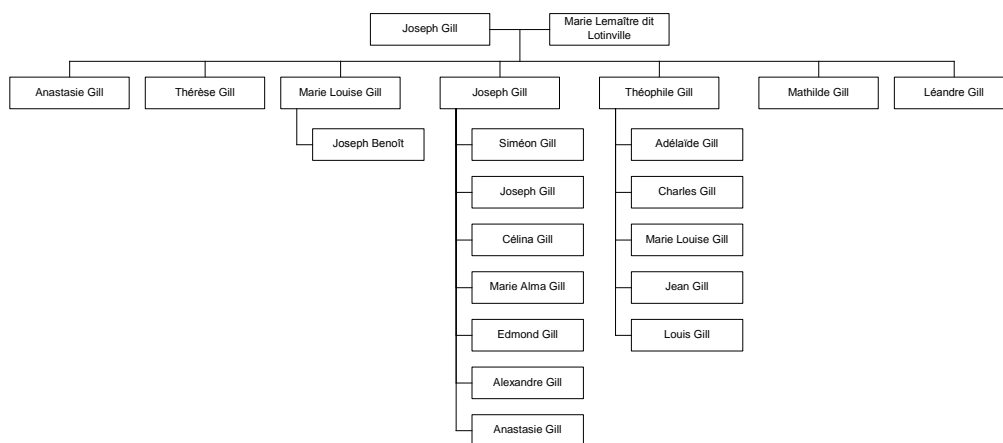 Joseph Gill
Marie Lemaître dit
Lotinville
Anastasie Gill
Thérèse Gill
Marie Louise Gill
Joseph Gill
Théophile Gill
Mathilde Gill
Léandre Gill
Joseph Benoît
Siméon Gill
Adélaïde Gill
Joseph Gill
Charles Gill
Célina Gill
Marie Louise Gill
Marie Alma Gill
Jean Gill
Edmond Gill
Louis Gill
Alexandre Gill
Anastasie Gill